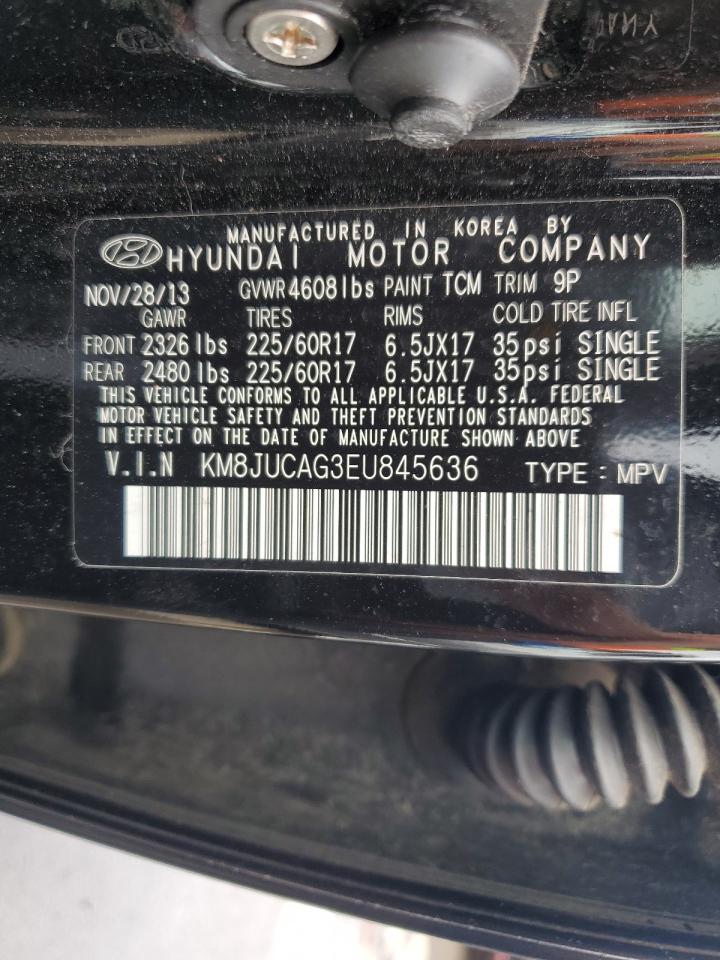 MANUFACTURED IN KOREA BY
HYUNDAI MOTOR COMPANY
NOV/28/13 GVWR 4608lbs PAINT TCM TRIM 9P
GAWR TIRES RIMS COLD TIRE INFL
FRONT 2326 lbs 225/60R17 6.5JX17 35psi SINGLE
REAR 2480 lbs 225/60R17 6.5JX17 35psi SINGLE
THIS VEHICLE CONFORMS TO ALL APPLICABLE U.S.A. FEDERAL
MOTOR VEHICLE SAFETY AND THEFT PREVENTION STANDARDS
IN EFFECT ON THE DATE OF MANUFACTURE SHOWN ABOVE
V.I.N KM8JUCAG3EU845636 TYPE : MPV